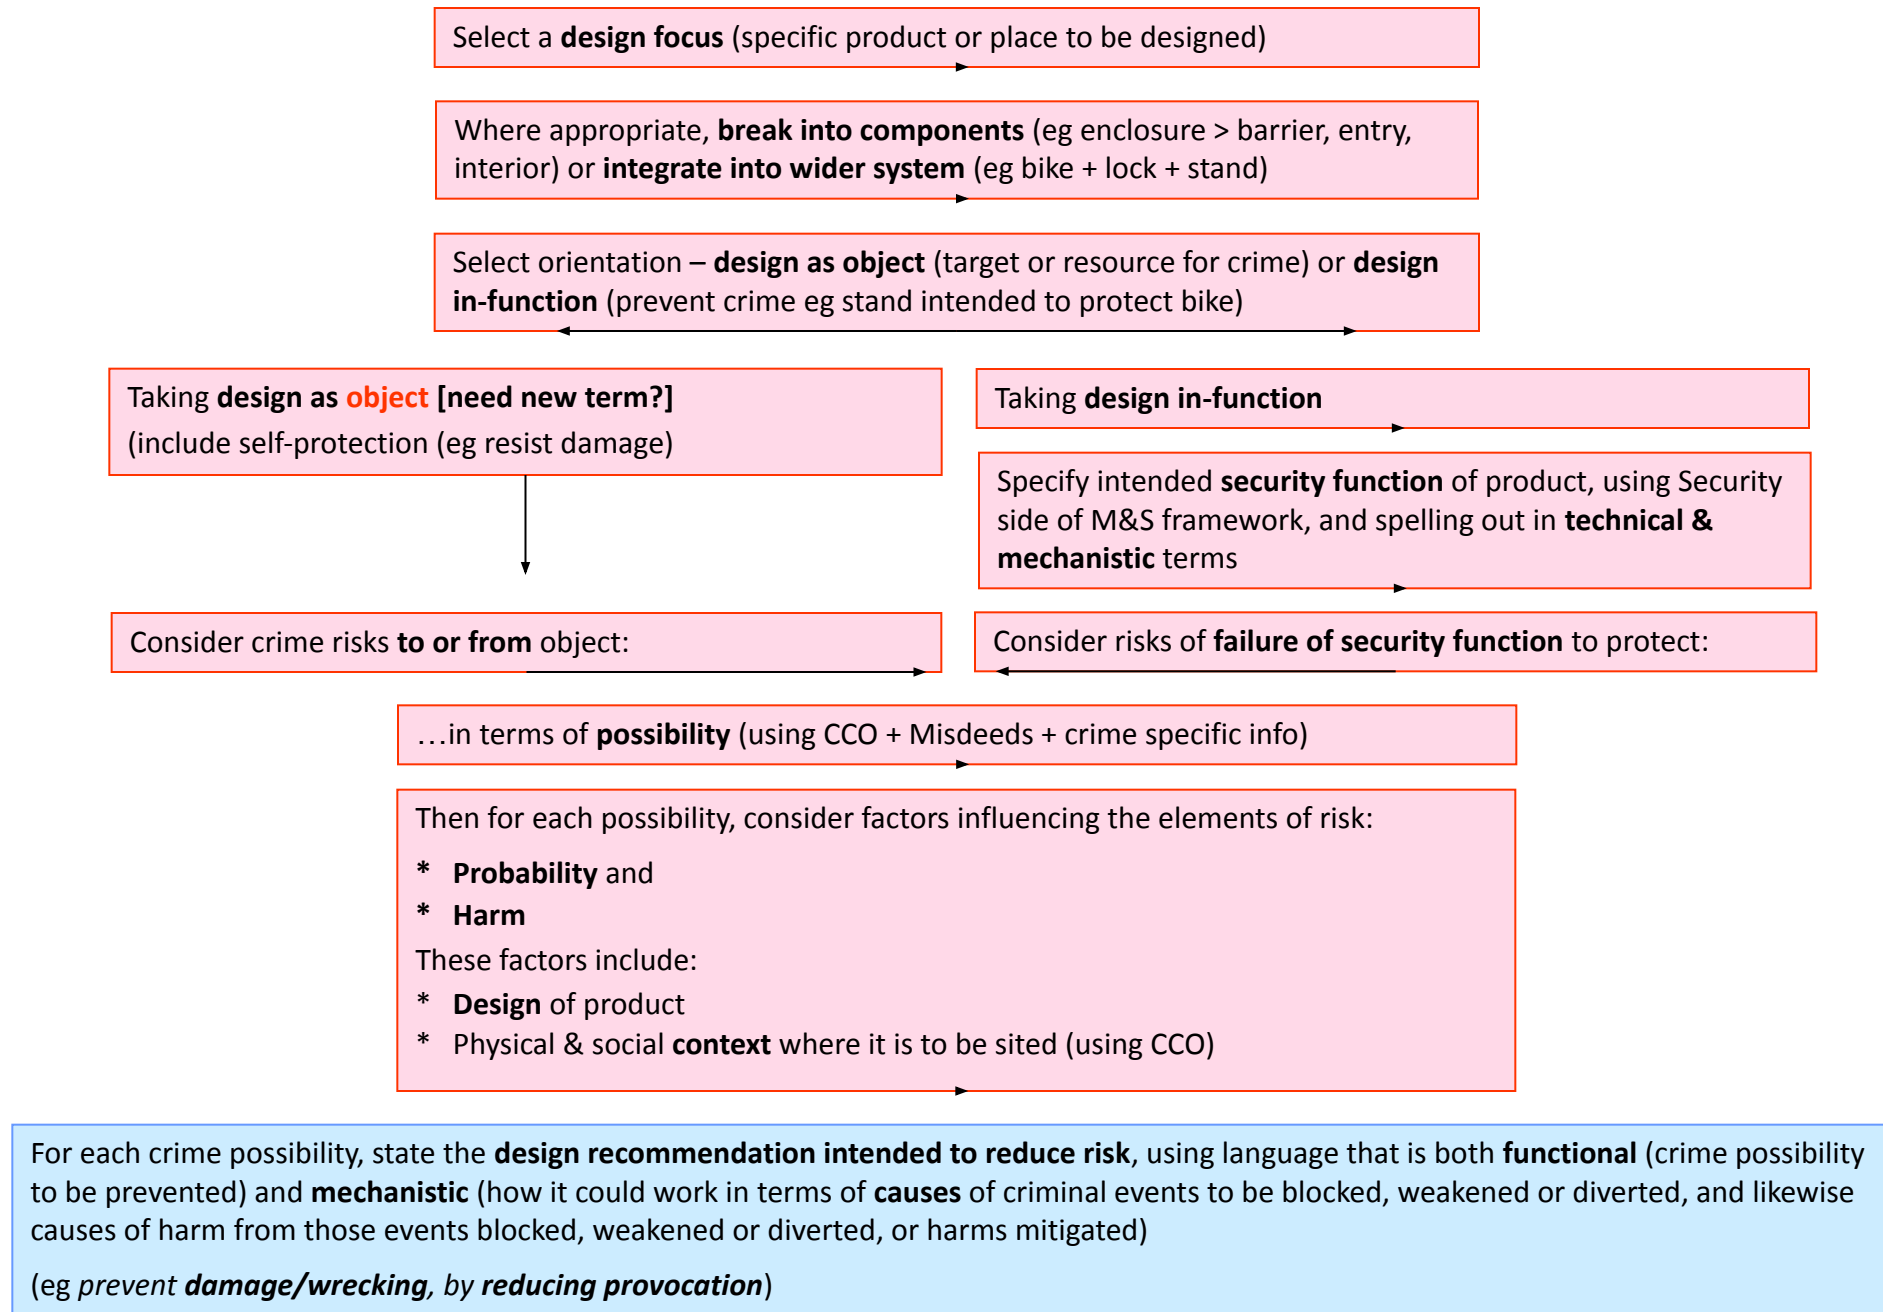 Select a design focus (specific product or place to be designed)
Where appropriate, break into components (eg enclosure > barrier, entry,
interior) or integrate into wider system (eg bike + lock + stand)
Select orientation – design as object (target or resource for crime) or design
in-function (prevent crime eg stand intended to protect bike)
Taking design as object [need new term?]
(include self-protection (eg resist damage)
Taking design in-function
Specify intended security function of product, using Security
side of M&S framework, and spelling out in technical &
mechanistic terms
Consider crime risks to or from object:
Consider risks of failure of security function to protect:
…in terms of possibility (using CCO + Misdeeds + crime specific info)
Then for each possibility, consider factors influencing the elements of risk:
* Probability and
* Harm
These factors include:
* Design of product
* Physical & social context where it is to be sited (using CCO)
For each crime possibility, state the design recommendation intended to reduce risk, using language that is both functional (crime possibility
to be prevented) and mechanistic (how it could work in terms of causes of criminal events to be blocked, weakened or diverted, and likewise
causes of harm from those events blocked, weakened or diverted, or harms mitigated)
(eg prevent damage/wrecking, by reducing provocation)